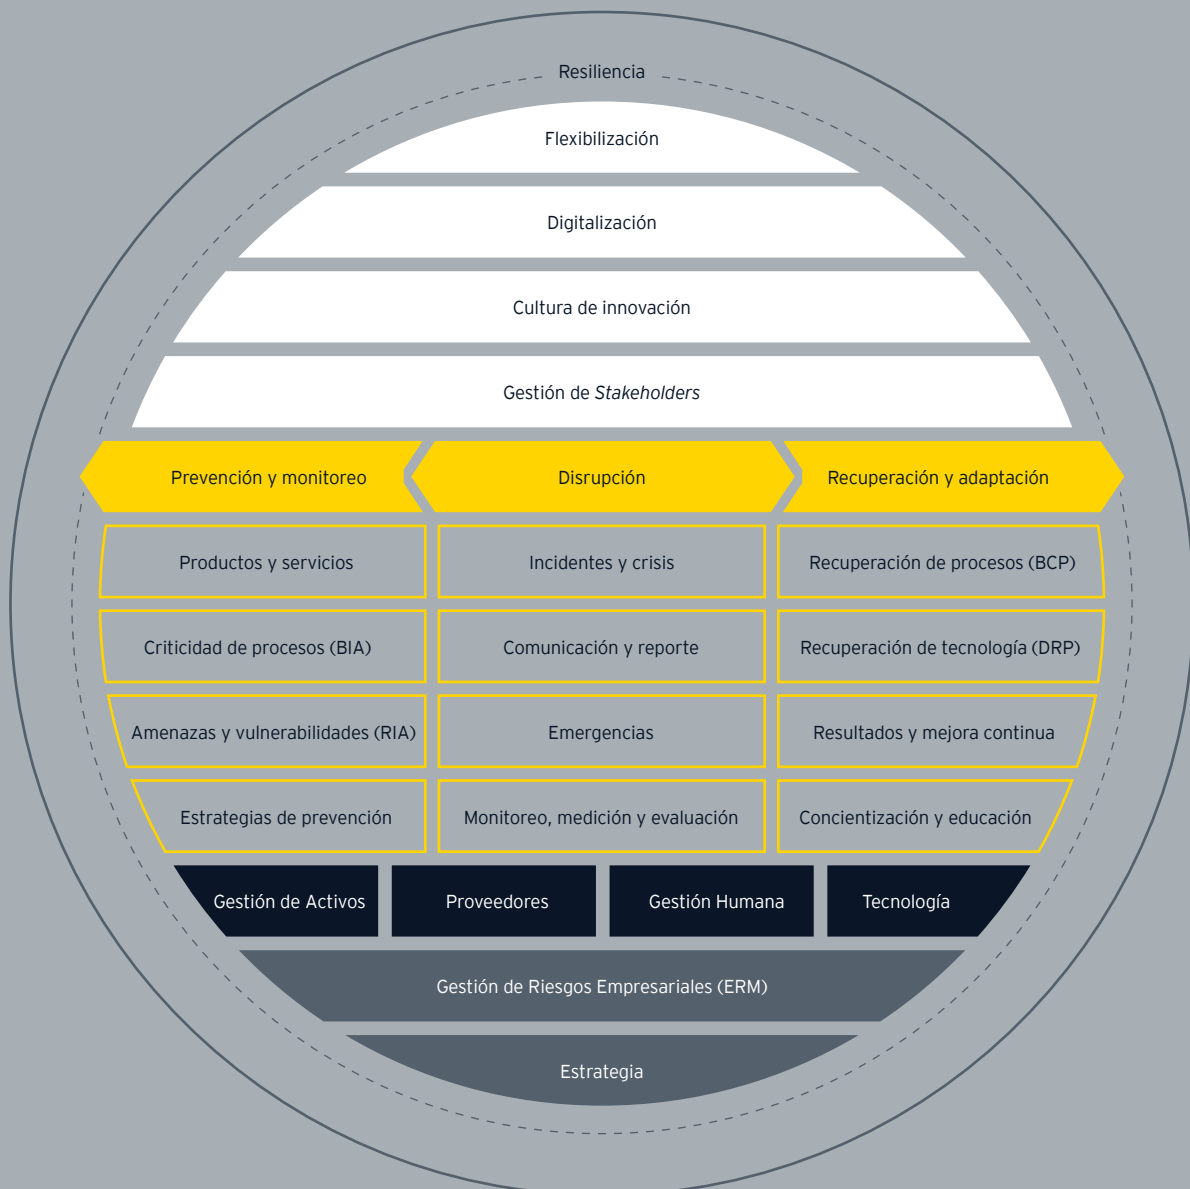 Resiliencia
Flexibilización
Digitalización
Cultura de innovación
Gestión de Stakeholders
Prevención y monitoreo
Disrupción
Recuperación y adaptación
Productos y servicios
Incidentes y crisis
Recuperación de procesos (BCP)
Criticidad de procesos (BIA)
Comunicación y reporte
Recuperación de tecnología (DRP)
Amenazas y vulnerabilidades (RIA)
Emergencias
Resultados y mejora continua
Estrategias de prevención
Monitoreo, medición y evaluación
Concientización y educación
Gestión de Activos
Proveedores
Gestión Humana
Tecnología
Gestión de Riesgos Empresariales (ERM)
Estrategia